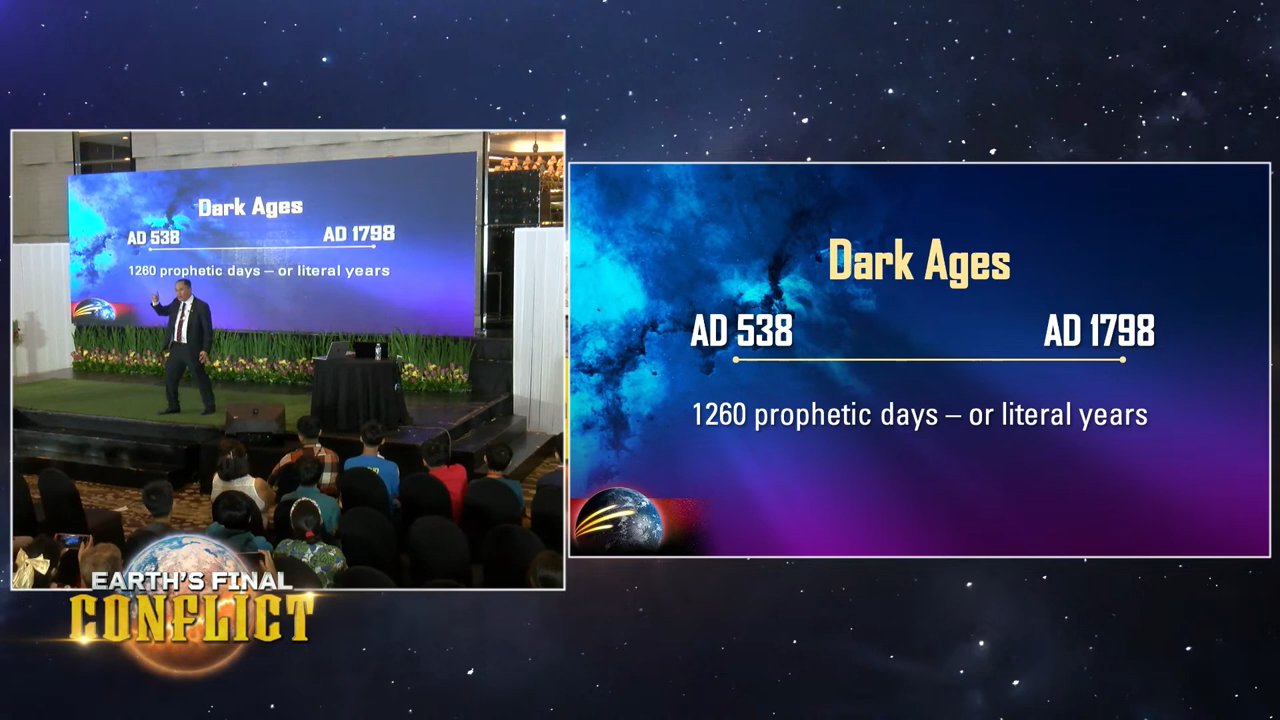 Dark Ages
AD 538 AD 1798
1260 prophetic days – or literal years
Dark Ages
AD 538 AD 1798
1260 prophetic days – or literal years
EARTH'S FINAL
CONFLICT